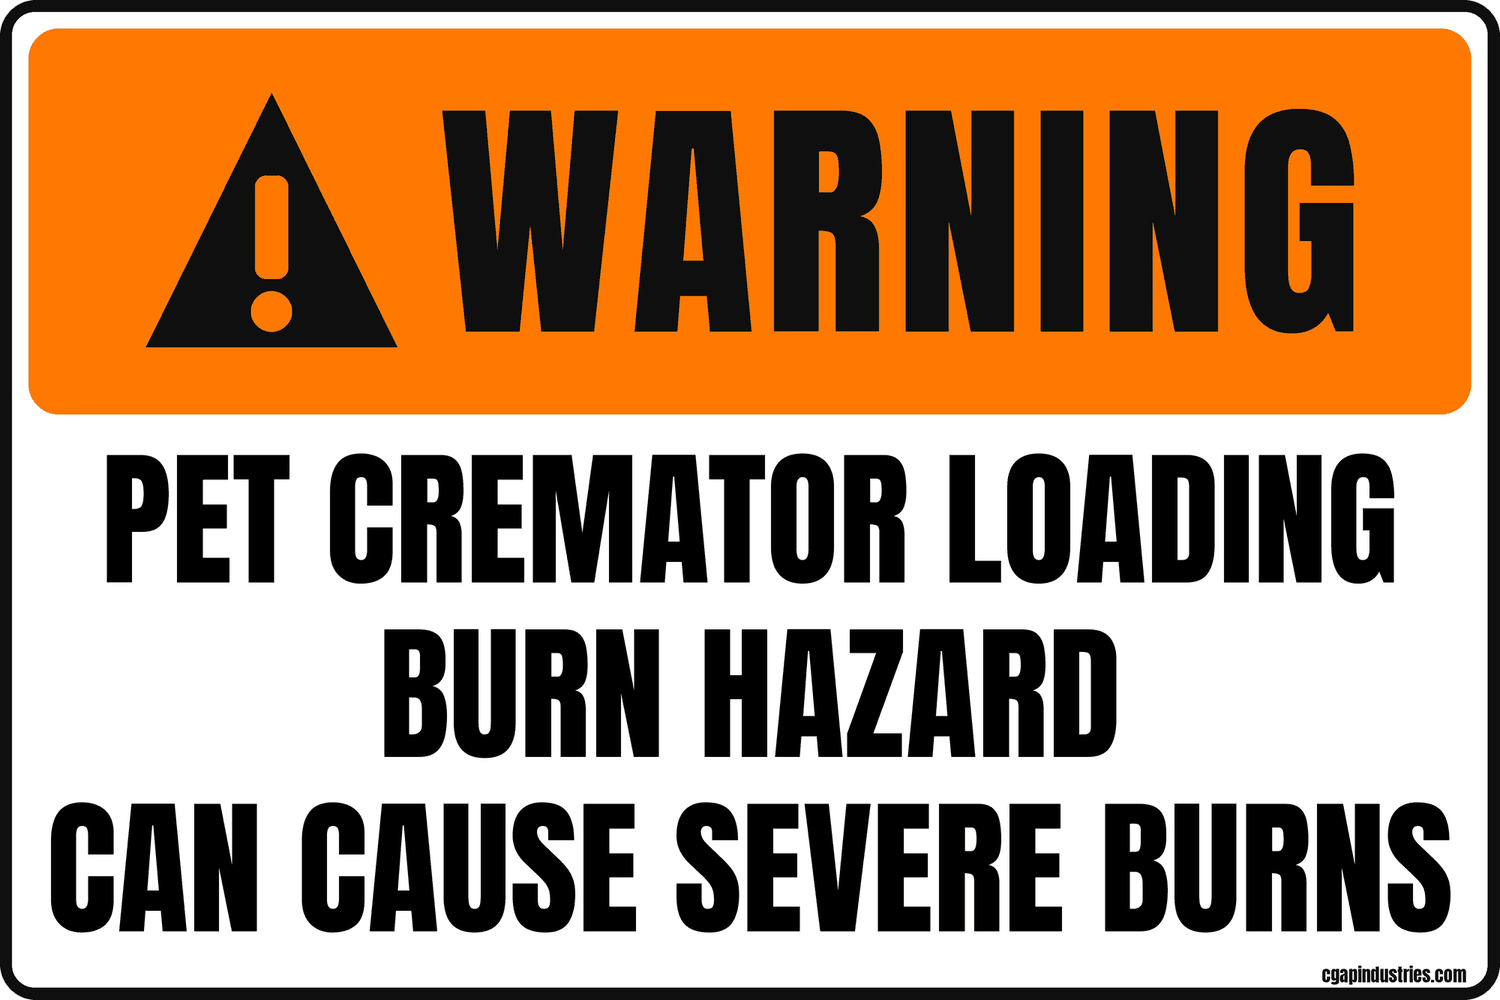 WARNING
PET CREMATOR LOADING
BURN HAZARD
CAN CAUSE SEVERE BURNS
cgapindustries.com